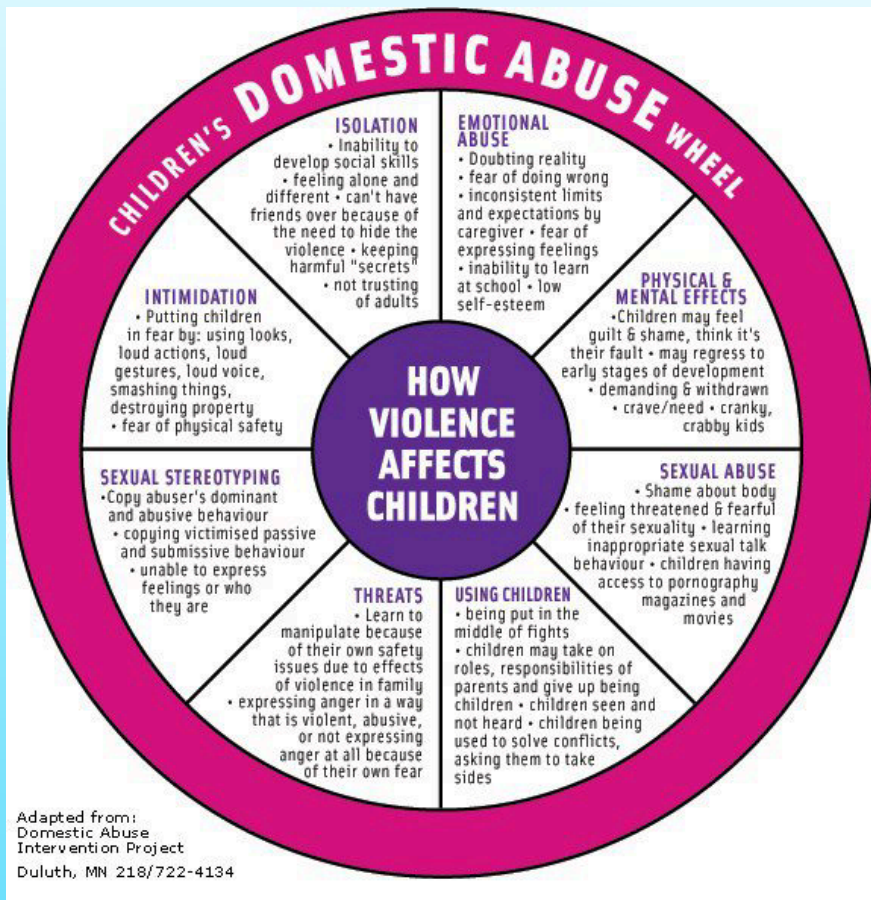 CHILDREN'S DOMESTIC ABUSE WHEEL
ISOLATION
• Inability to
develop social skills
• feeling alone and
different • can't have
friends over because of
the need to hide the
violence • keeping
harmful "secrets"
• not trusting
of adults
EMOTIONAL
ABUSE
• Doubting reality
• fear of doing wrong
• inconsistent limits
and expectations by
caregiver • fear of
expressing feelings
• inability to learn
at school • low
self-esteem
PHYSICAL &
MENTAL EFFECTS
•Children may feel
guilt & shame, think it's
their fault • may regress to
early stages of development
• demanding & withdrawn
• crave/need • cranky,
crabby kids
SEXUAL ABUSE
• Shame about body
• feeling threatened & fearful
of their sexuality • learning
inappropriate sexual talk
behaviour • children having
access to pornography
magazines and
movies
USING CHILDREN
• being put in the
middle of fights
• children may take on
roles, responsibilities of
parents and give up being
children • children seen and
not heard • children being
used to solve conflicts,
asking them to take
sides
THREATS
• Learn to
manipulate because
of their own safety
issues due to effects
of violence in family
• expressing anger in a way
that is violent, abusive,
or not expressing
anger at all because
of their own fear
SEXUAL STEREOTYPING
•Copy abuser's dominant
and abusive behaviour
• copying victimised passive
and submissive behaviour
• unable to express
feelings or who
they are
INTIMIDATION
• Putting children
in fear by: using looks,
loud actions, loud
gestures, loud voice,
smashing things,
destroying property
• fear of physical safety
HOW
VIOLENCE
AFFECTS
CHILDREN
Adapted from:
Domestic Abuse
Intervention Project
Duluth, MN 218/722-4134